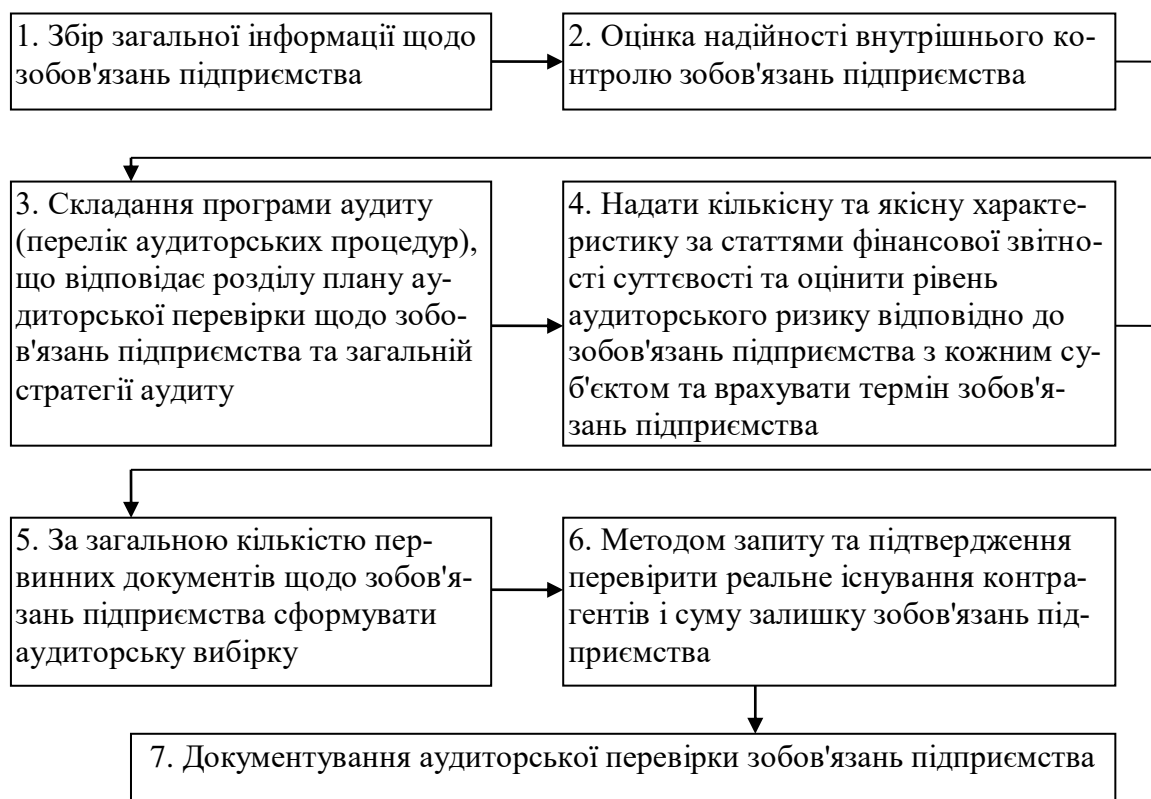 1. Збір загальної інформації щодо
зобов'язань підприємства
2. Оцінка надійності внутрішнього ко-
нтролю зобов'язань підприємства
3. Складання програми аудиту
(перелік аудиторських процедур),
що відповідає розділу плану ау-
диторської перевірки щодо зобо-
в'язань підприємства та загальній
стратегії аудиту
4. Надати кількісну та якісну характе-
ристику за статтями фінансової звітно-
сті суттєвості та оцінити рівень
аудиторського ризику відповідно до
зобов'язань підприємства з кожним су-
б'єктом та врахувати термін зобов'я-
зань підприємства
5. За загальною кількістю пер-
винних документів щодо зобов'я-
зань підприємства сформувати
аудиторську вибірку
6. Методом запиту та підтвердження
перевірити реальне існування контра-
гентів і суму залишку зобов'язань під-
приємства
7. Документування аудиторської перевірки зобов'язань підприємства